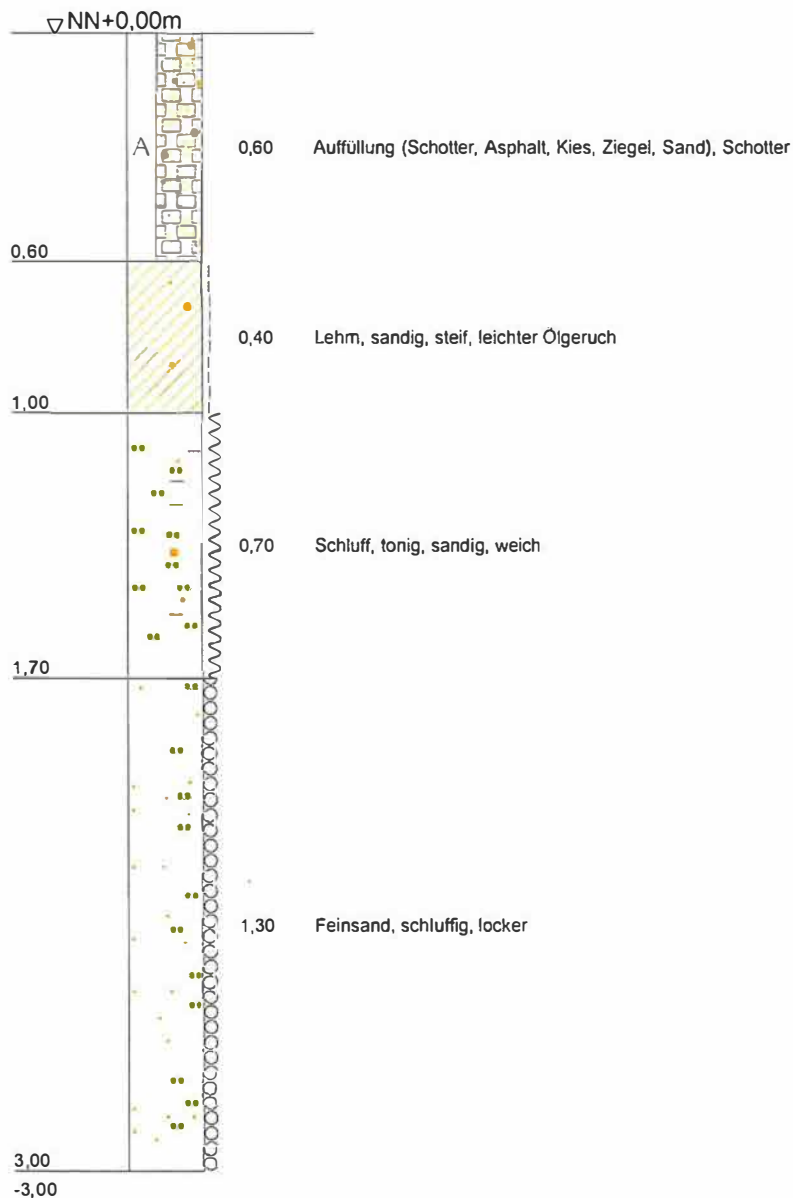 NN+0,00m
A 0,60 Auffüllung (Schotter, Asphalt, Kies, Ziegel, Sand), Schotter
0,60
0,40 Lehm, sandig, steif, leichter Ölgeruch
1,00
0,70 Schluff, tonig, sandig, weich
1,70
1,30 Feinsand, schluffig, locker
3,00
-3,00